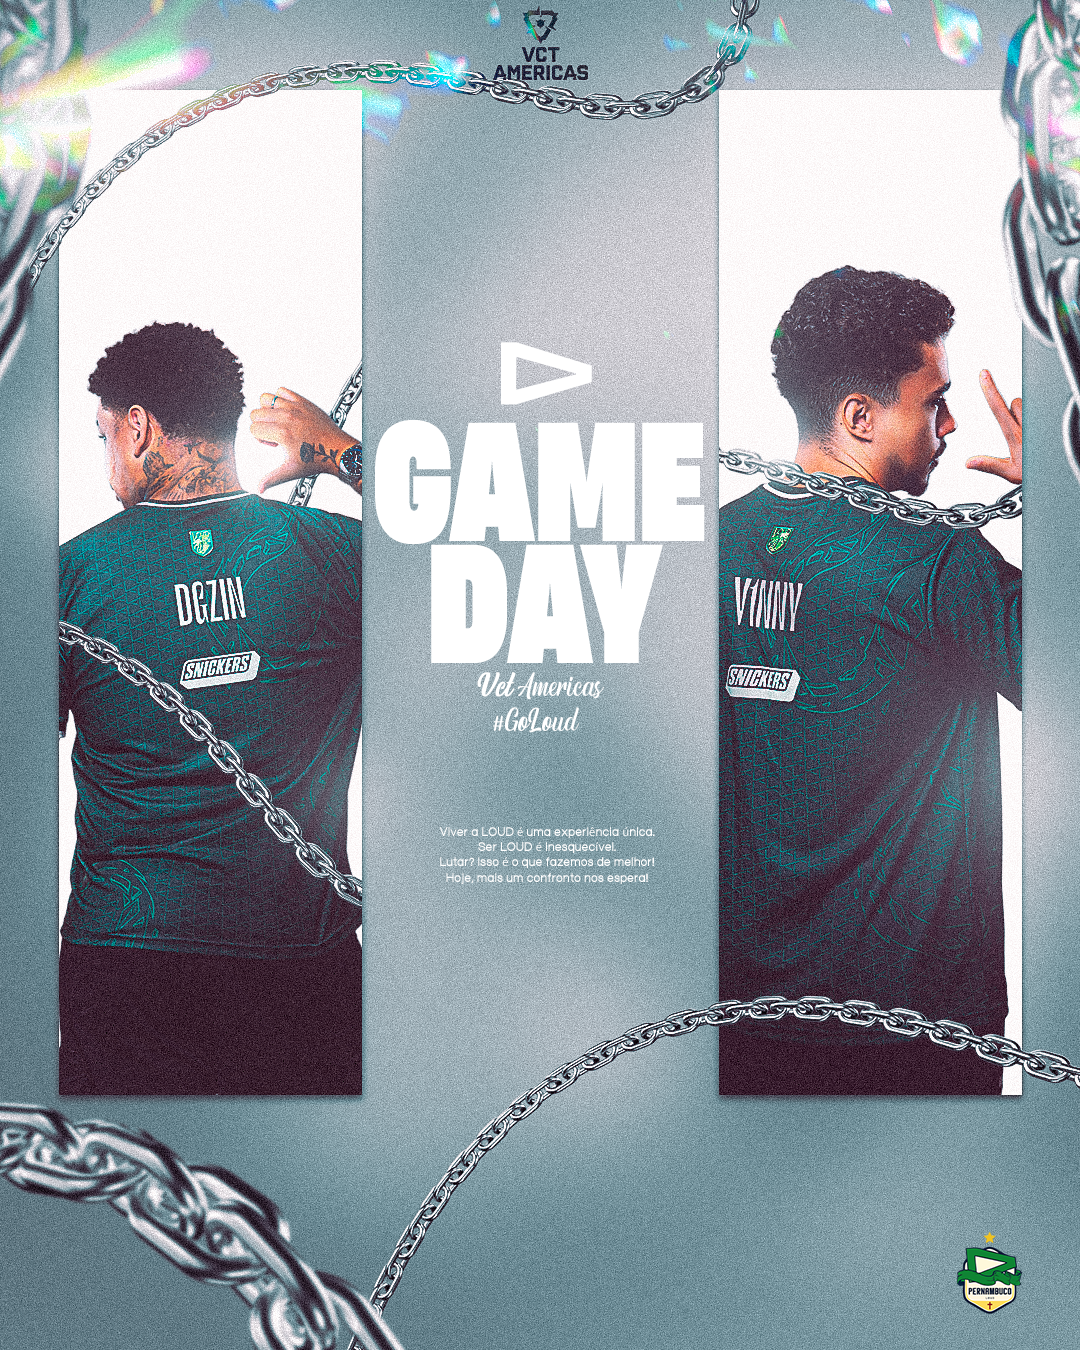 VCT
AMERICAS
GAME
DAY
Vct Americas
#GoLoud
DGZIN
SNICKERS
V1NNY
SNICKERS
Viver a LOUD é uma experiência única.
Ser LOUD é inesquecível.
Lutar? Isso é o que fazemos de melhor!
Hoje, mais um confronto nos espera!
PERNAMBUCO